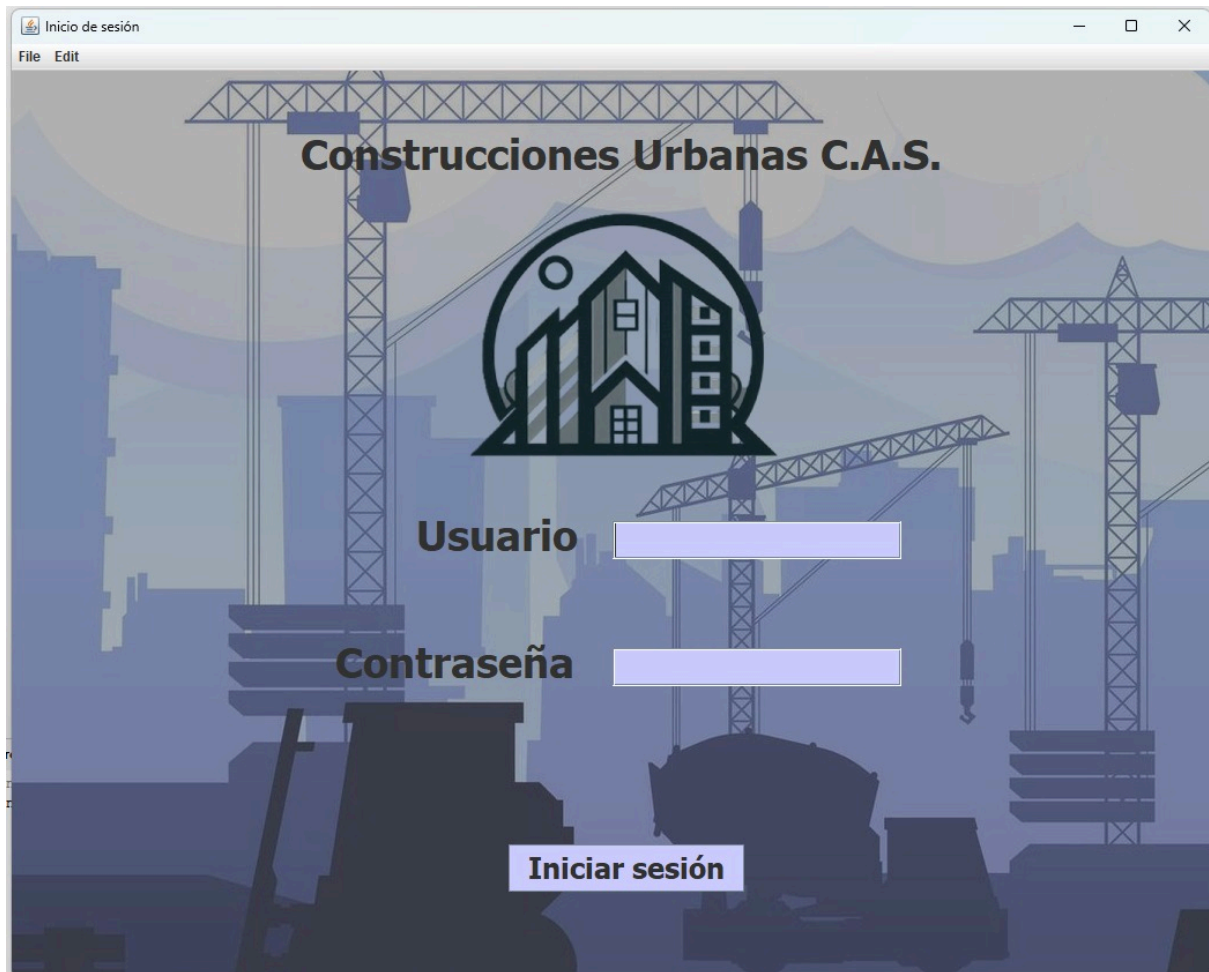 Inicio de sesión
File Edit
Construcciones Urbanas C.A.S.
Usuario
Contraseña
Iniciar sesión